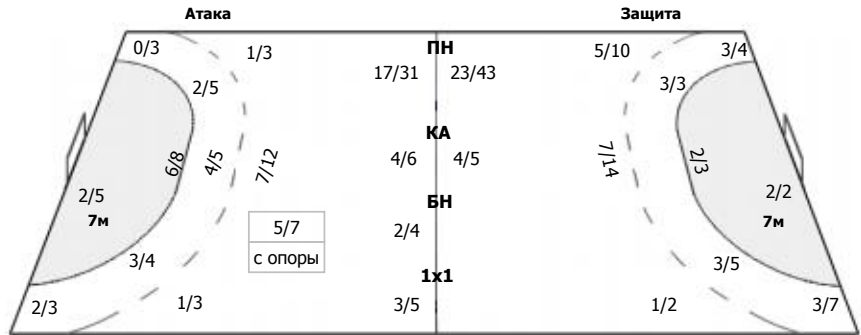 Атака Защита
0/3 1/3 ПН 5/10 3/4
17/31 23/43
2/5 3/3
КА
6/8 4/5 7/12 4/6 4/5 7/14 2/3
2/5 БН 2/2
7м 7м
5/7 2/4
с опоры
3/4 1x1 3/5
2/3 1/3 3/5 1/2 3/7